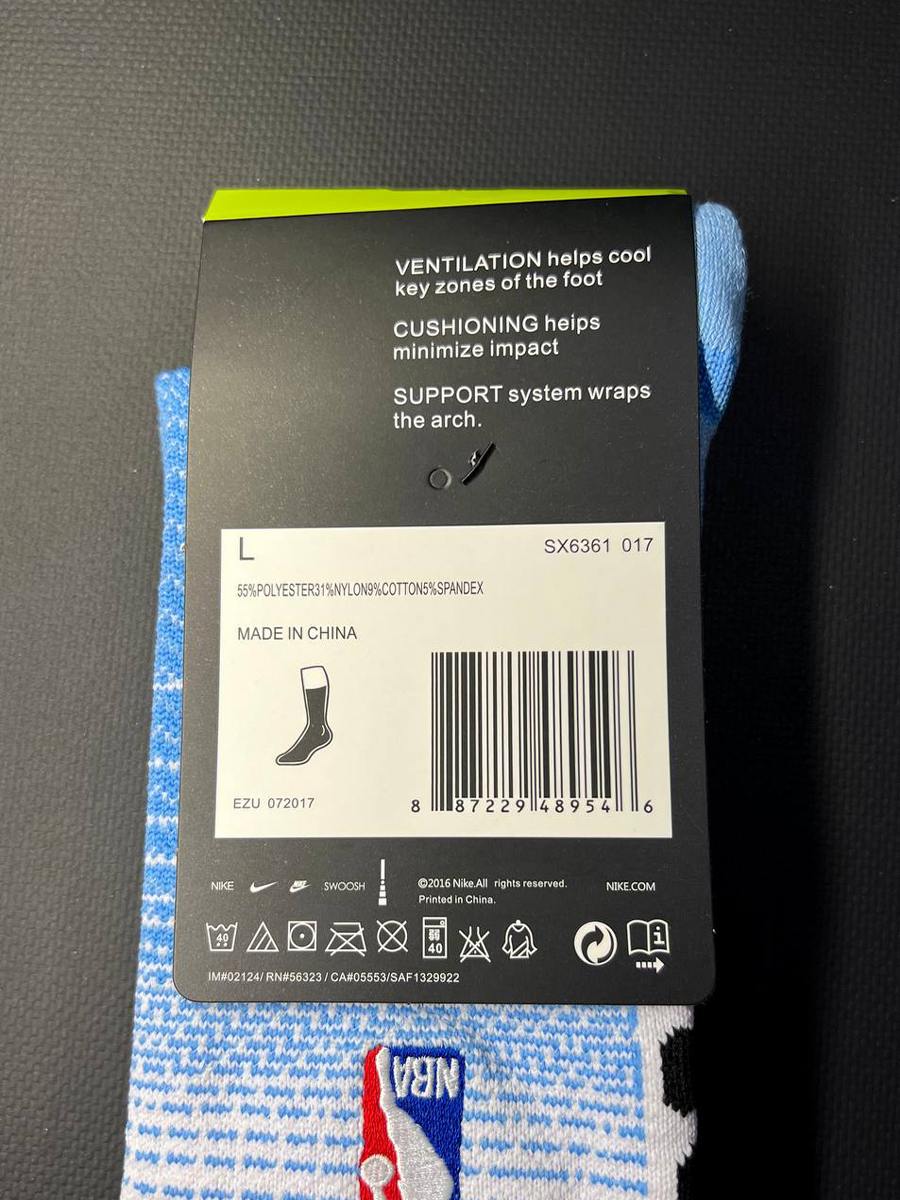 VENTILATION helps cool
key zones of the foot
CUSHIONING heips
minimize impact
SUPPORT system wraps
the arch.
L SX6361 017
55%POLYESTER31%NYLON9%COTTON5%SPANDEX
MADE IN CHINA
EZU 072017
8 87229 48954 6
NIKE NIKE SWOOSH ©2016 Nike.All rights reserved. NIKE.COM
Printed in China.
40 40
IM#02124/ RN#56323 / CA#05553/SAF1329922
NBA